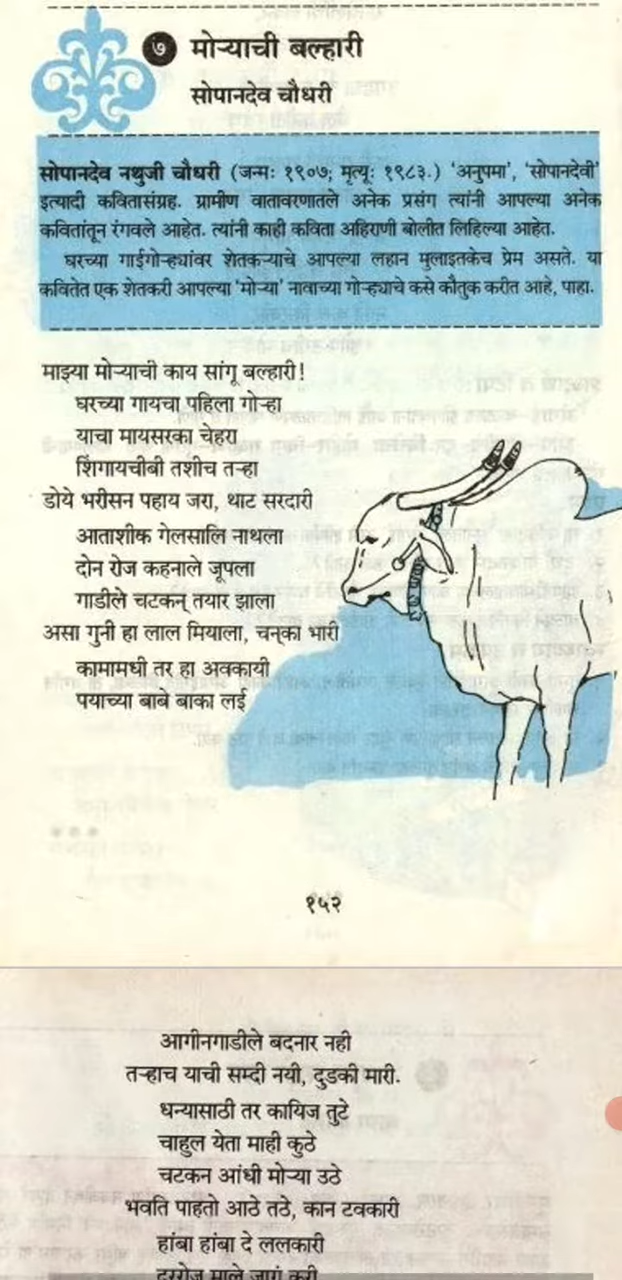 ७ मोऱ्याची बल्हारी
सोपानदेव चौधरी
सोपानदेव नथुजी चौधरी (जन्मः १९०७; मृत्यूः १९८३.) ‘अनुपमा’, ‘सोपानदेवी’
इत्यादी कवितासंग्रह. ग्रामीण वातावरणातले अनेक प्रसंग त्यांनी आपल्या अनेक
कवितांतून रंगवले आहेत. त्यांनी काही कविता अहिराणी बोलीत लिहिल्या आहेत.
घरच्या गाईगोऱ्ह्यांवर शेतकऱ्याचे आपल्या लहान मुलाइतकेच प्रेम असते. या
कवितेत एक शेतकरी आपल्या ‘मोऱ्या’ नावाच्या गोऱ्ह्याचे कसे कौतुक करीत आहे, पाहा.
माझ्या मोऱ्याची काय सांगू बल्हारी!
घरच्या गायचा पहिला गोऱ्हा
याचा मायसरका चेहरा
शिंगायचीबी तशीच तऱ्हा
डोये भरीसन पहाय जरा, थाट सरदारी
आताशीक गेलसालि नाथला
दोन रोज कहनाले जूपला
गाडीले चटकन् तयार झाला
असा गुनी हा लाल मियाला, चन्का भारी
कामामधी तर हा अवकायी
पयाच्या बाबे बाका लई
१५२
आगीनगाडीले बदनार नही
तऱ्हाच याची सम्दी नयी, दुडकी मारी.
धन्यासाठी तर कायिज तुटे
चाहुल येता माही कुठे
चटकन आंधी मोऱ्या उठे
भवति पाहतो आठे तठे, कान टवकारी
हांबा हांबा दे ललकारी
दररोज माले जागं करी